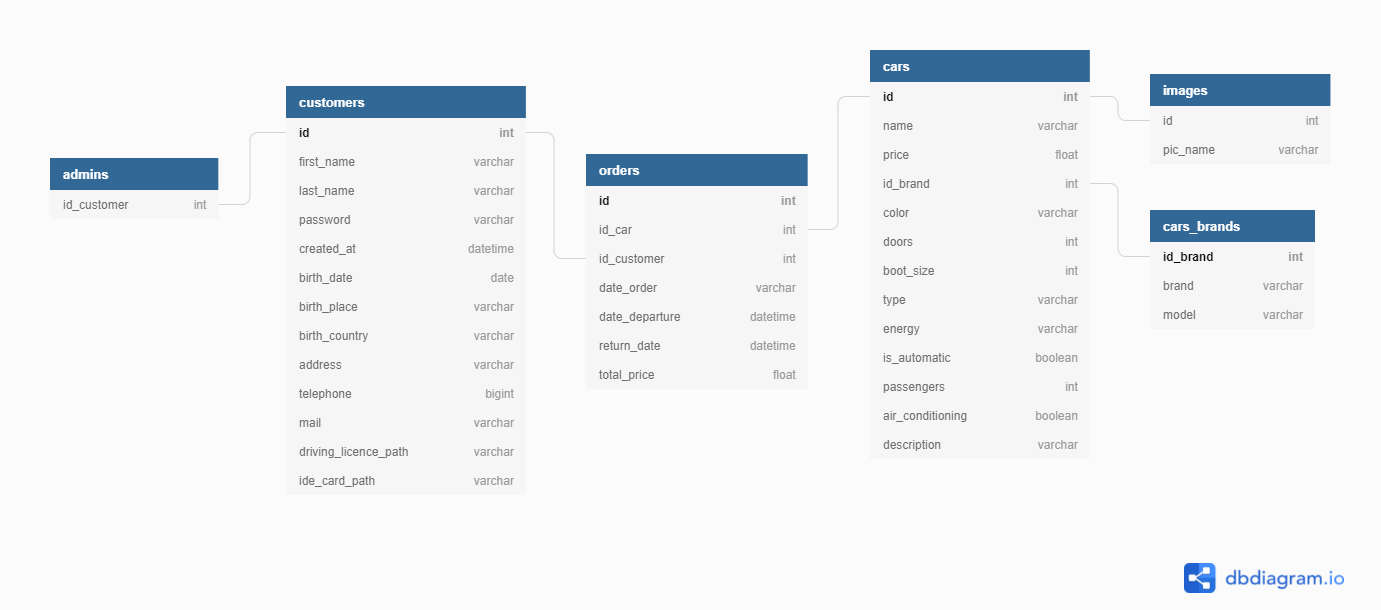 admins
id_customer int
customers
id int
first_name varchar
last_name varchar
password varchar
created_at datetime
birth_date date
birth_place varchar
birth_country varchar
address varchar
telephone bigint
mail varchar
driving_licence_path varchar
ide_card_path varchar
orders
id int
id_car int
id_customer int
date_order varchar
date_departure datetime
return_date datetime
total_price float
cars
id int
name varchar
price float
id_brand int
color varchar
doors int
boot_size int
type varchar
energy varchar
is_automatic boolean
passengers int
air_conditioning boolean
description varchar
images
id int
pic_name varchar
cars_brands
id_brand int
brand varchar
model varchar
dbdiagram.io